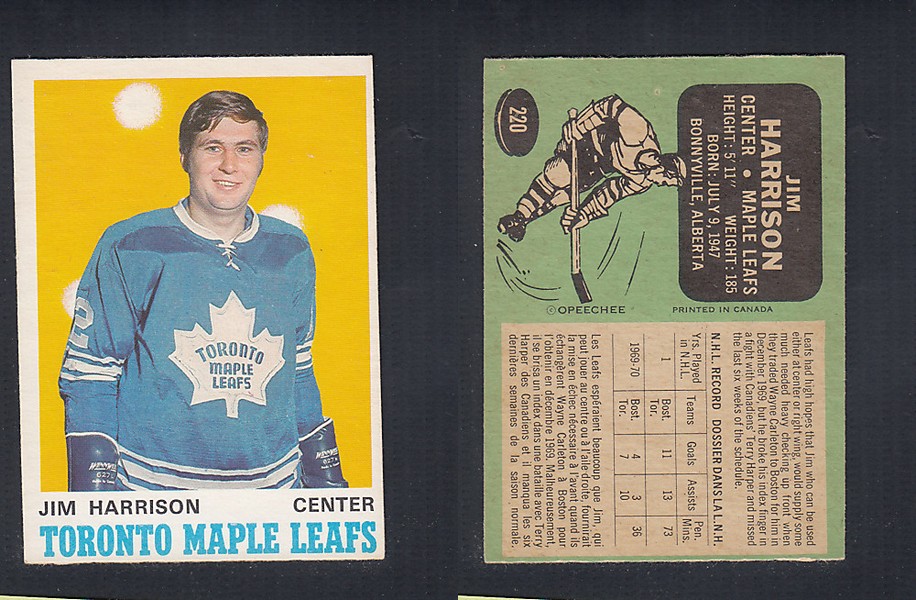 TORONTO
MAPLE
LEAFS
JIM HARRISON CENTER
TORONTO MAPLE LEAFS
220
JIM
HARRISON
CENTER • MAPLE LEAFS
HEIGHT: 5' 11" WEIGHT: 185
BORN: JULY 9, 1947
BONNYVILLE, ALBERTA
© OPEECHEE PRINTED IN CANADA
Leafs had high hopes that Jim who can be used
either at center or right wing, would supply some
much needed heavy checking up front when
they traded Wayne Carleton to Boston for him in
December 1969, but he broke his index finger in
a fight with Canadiens' Terry Harper and missed
the last six weeks of the schedule.
N.H.L. RECORD DOSSIER DANS LA L.N.H.
Yrs. Played in N.H.L. Teams Goals Assists Pen. Mins.
1 Bost. Tor. 11 13 73
1969-70 Bost. 4 3 36
Tor. 7 10
Les Leafs espéraient beaucoup que Jim, qui
peut jouer au centre ou à l'aile droite, fournirait
la mise en échec nécessaire à l'avant quand ils
échangèrent Wayne Carleton à Boston pour
l'obtenir en décembre 1969. Malheureusement,
il se brisa un index dans une bataille avec Terry
Harper des Canadiens et il manqua les six
dernières semaines de la saison normale.